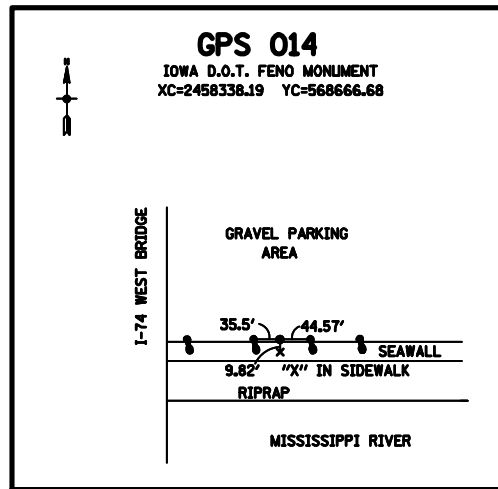 GPS 014
IOWA D.O.T. FENO MONUMENT
XC=2458338.19 YC=568666.68
N
I-74 WEST BRIDGE
GRAVEL PARKING
AREA
35.5' 44.57'
SEAWALL
9.82' "X" IN SIDEWALK
RIPRAP
MISSISSIPPI RIVER